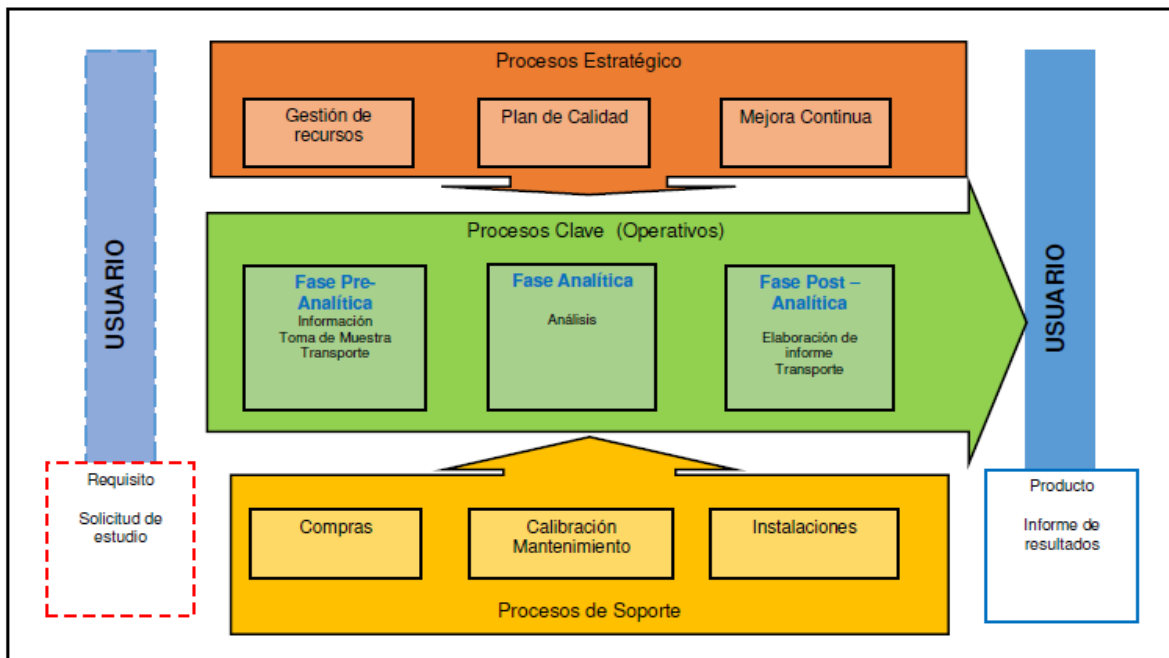 Procesos Estratégico
Gestión de
recursos
Plan de Calidad
Mejora Continua
USUARIO
Procesos Clave (Operativos)
Fase Pre-
Analítica
Información
Toma de Muestra
Transporte
Fase Analítica
Análisis
Fase Post –
Analítica
Elaboración de
informe
Transporte
USUARIO
Requisito
Solicitud de
estudio
Compras
Calibración
Mantenimiento
Instalaciones
Procesos de Soporte
Producto
Informe de
resultados